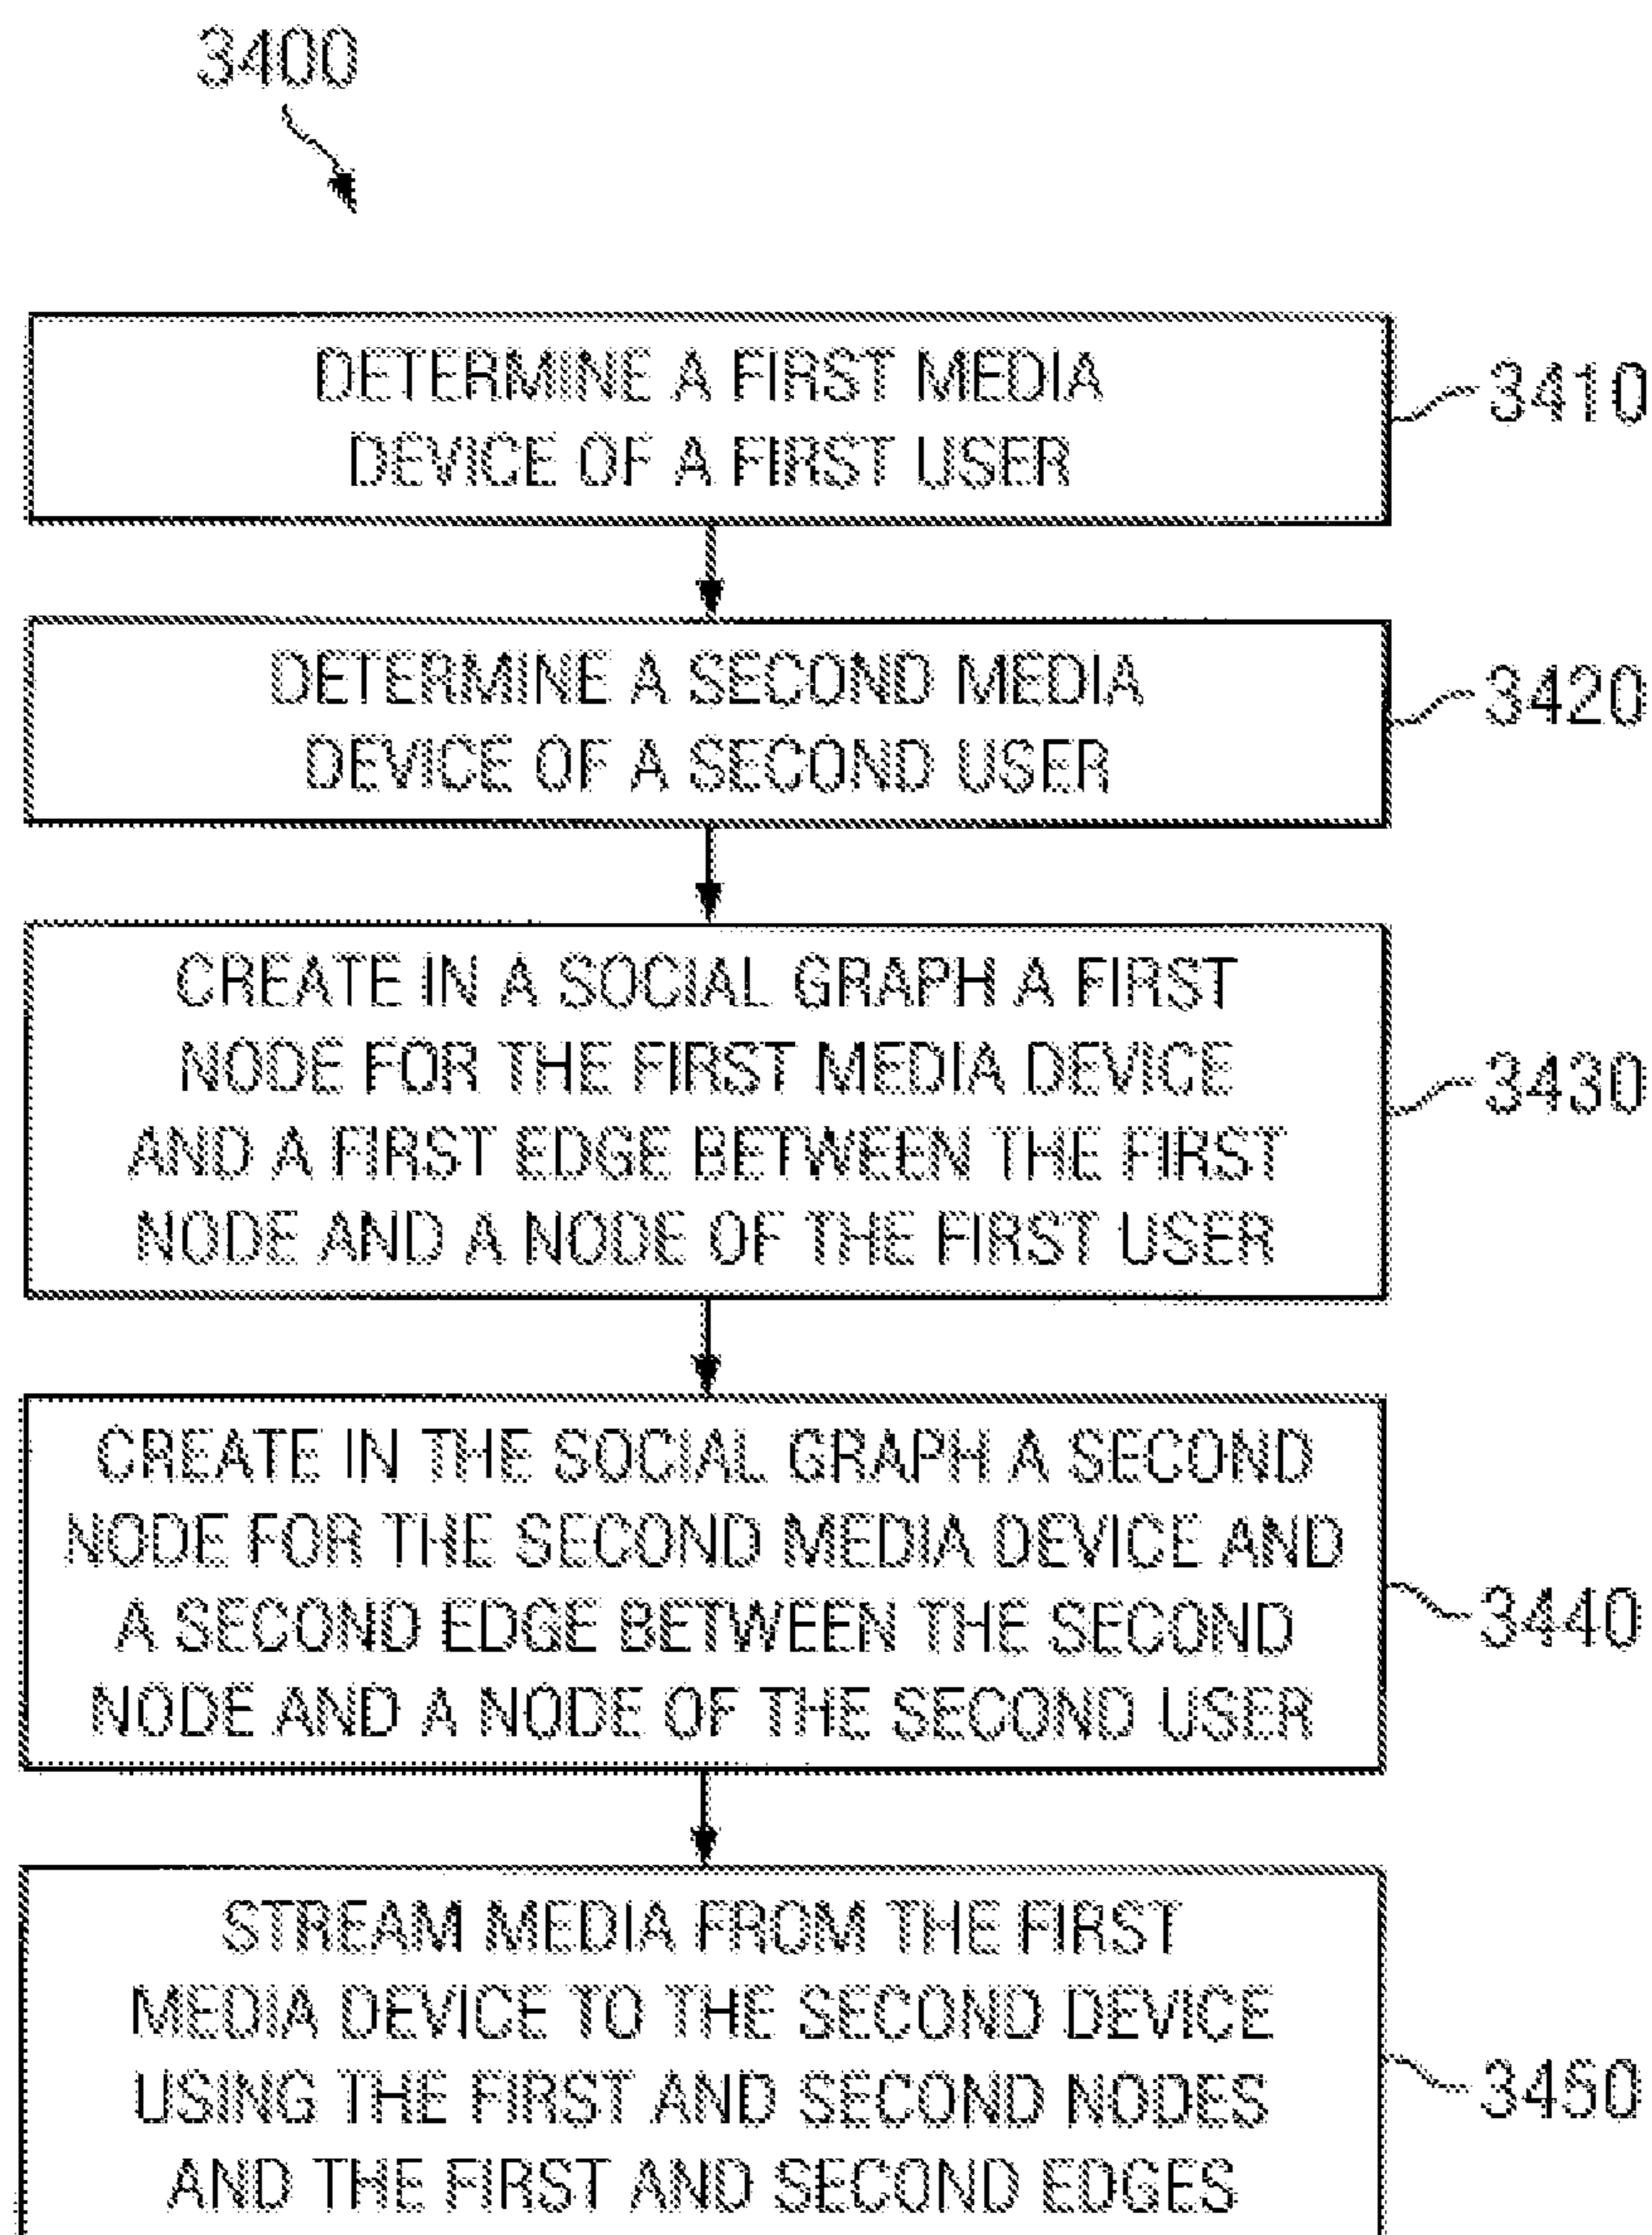 3400
DETERMINE A FIRST MEDIA
DEVICE OF A FIRST USER
3410
DETERMINE A SECOND MEDIA
DEVICE OF A SECOND USER
3420
CREATE IN A SOCIAL GRAPH A FIRST
NODE FOR THE FIRST MEDIA DEVICE
AND A FIRST EDGE BETWEEN THE FIRST
NODE AND A NODE OF THE FIRST USER
3430
CREATE IN THE SOCIAL GRAPH A SECOND
NODE FOR THE SECOND MEDIA DEVICE AND
A SECOND EDGE BETWEEN THE SECOND
NODE AND A NODE OF THE SECOND USER
3440
STREAM MEDIA FROM THE FIRST
MEDIA DEVICE TO THE SECOND DEVICE
USING THE FIRST AND SECOND NODES
AND THE FIRST AND SECOND EDGES
3450